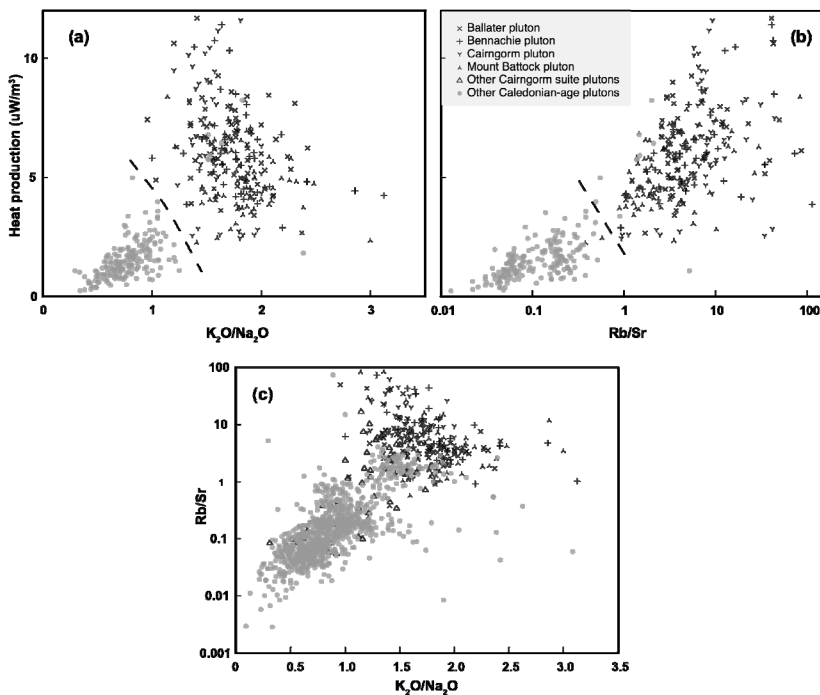 (a)
10
5
0
Heat production (uW/m³)
0
1
2
3
K₂O/Na₂O
Ballater pluton
Bennachie pluton
Cairngorm pluton
Mount Battock pluton
Other Cairngorm suite plutons
Other Caledonian-age plutons
(b)
0.01
0.1
1
10
100
Rb/Sr
(c)
100
10
1
0.1
0.01
0.001
Rb/Sr
0
0.5
1.0
1.5
2.0
2.5
3.0
3.5
K₂O/Na₂O